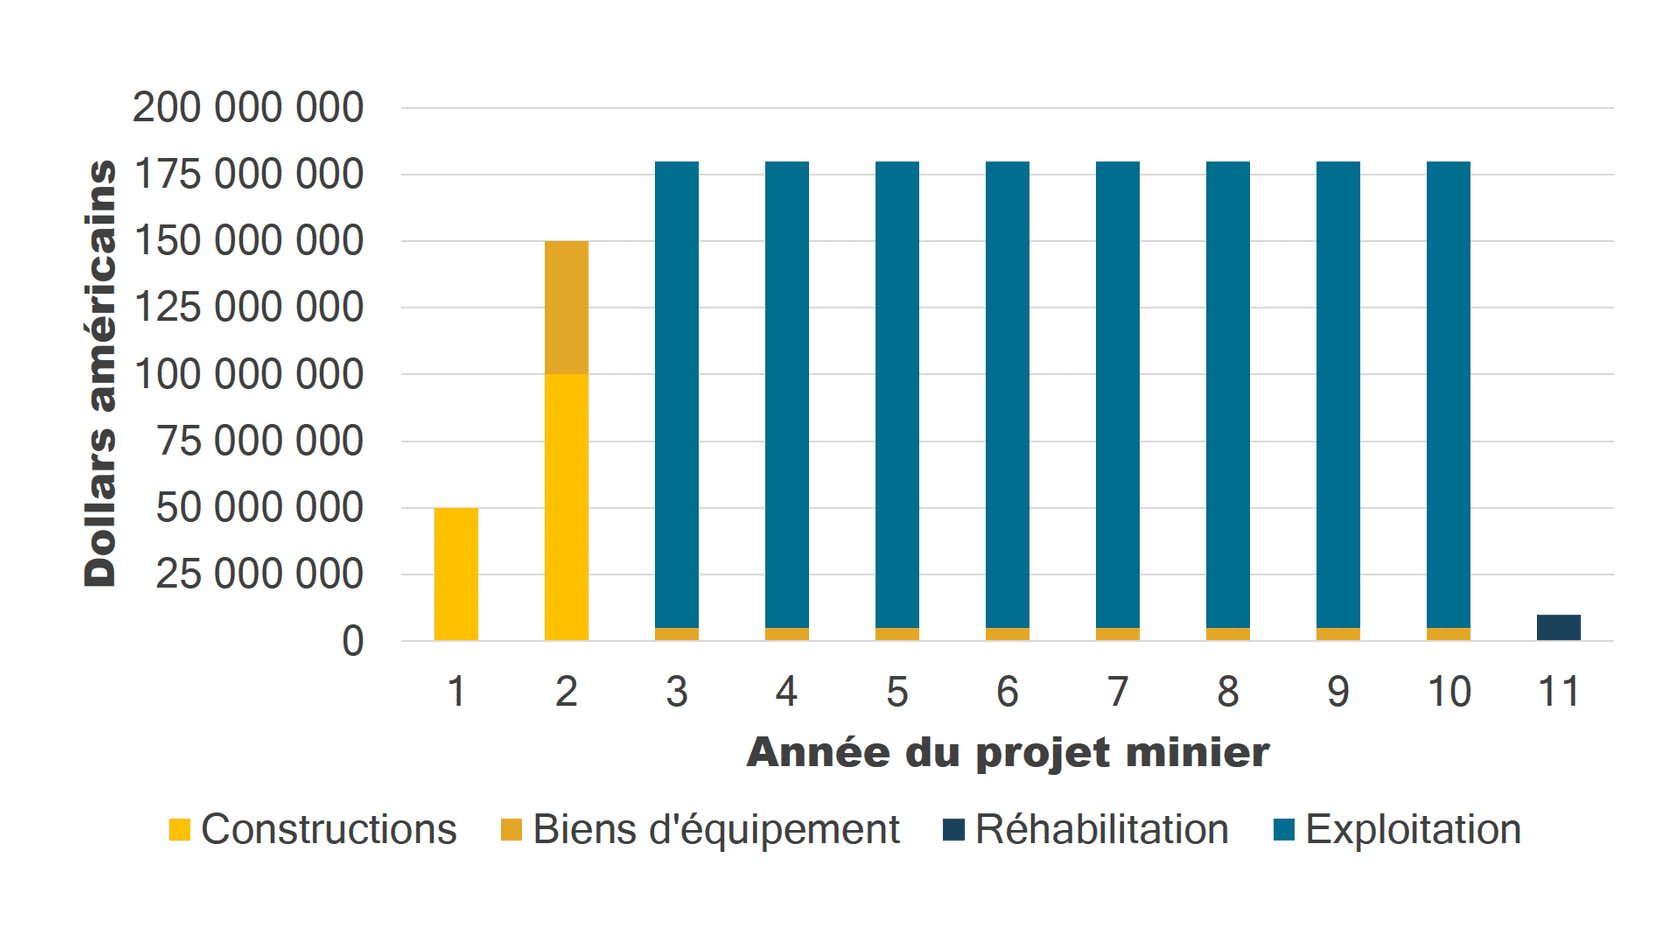 Dollars américains
200 000 000
175 000 000
150 000 000
125 000 000
100 000 000
75 000 000
50 000 000
25 000 000
0
1 2 3 4 5 6 7 8 9 10 11
Année du projet minier
Constructions Biens d'équipement Réhabilitation Exploitation